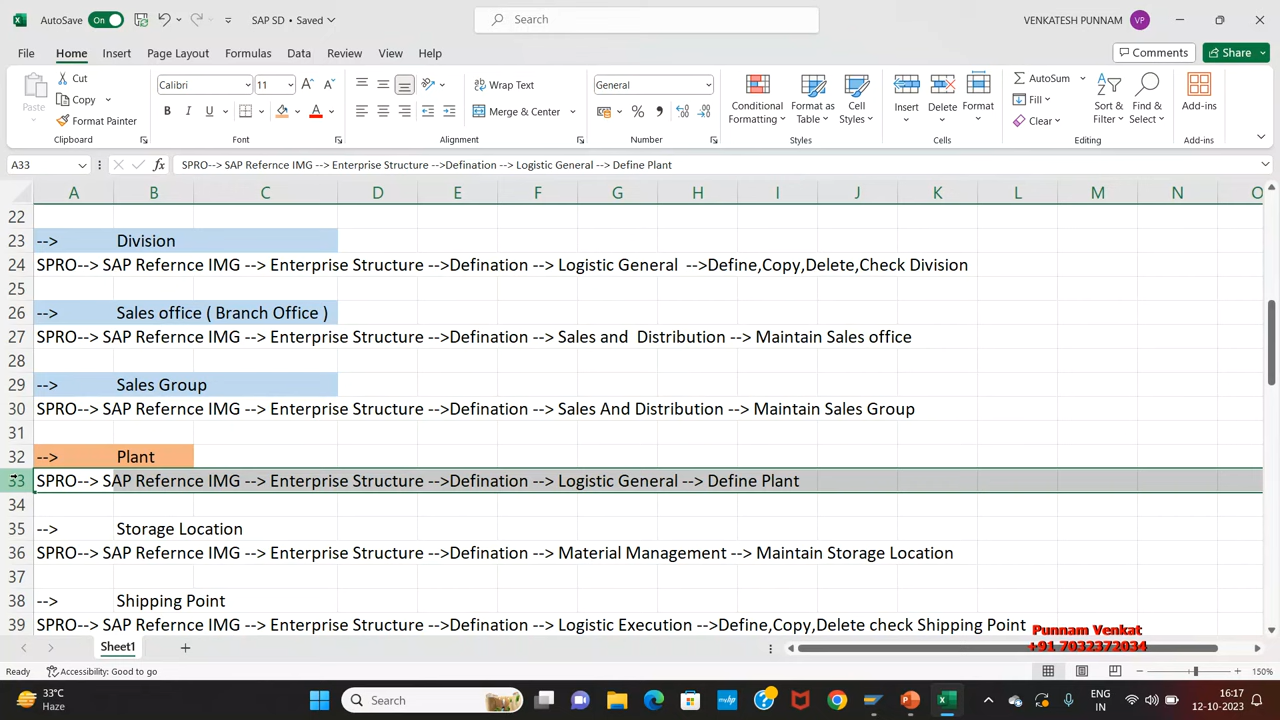 AutoSave On SAP SD • Saved Search VENKATESH PUNNAM VP
File Home Insert Page Layout Formulas Data Review View Help Comments Share
Paste Cut Copy Format Painter Clipboard
Calibri 11 B I U A Font
Wrap Text Merge & Center Alignment
General % Number
Conditional Formatting Format as Table Cell Styles Styles
Insert Delete Format Cells
AutoSum Fill Clear Sort & Filter Find & Select Editing
Add-ins Add-ins
A33 fx SPRO--> SAP Refernce IMG --> Enterprise Structure -->Defination --> Logistic General --> Define Plant
A B C D E F G H I J K L M N O
22
23 --> Division
24 SPRO--> SAP Refernce IMG --> Enterprise Structure -->Defination --> Logistic General -->Define,Copy,Delete,Check Division
25
26 --> Sales office ( Branch Office )
27 SPRO--> SAP Refernce IMG --> Enterprise Structure -->Defination --> Sales and Distribution --> Maintain Sales office
28
29 --> Sales Group
30 SPRO--> SAP Refernce IMG --> Enterprise Structure -->Defination --> Sales And Distribution --> Maintain Sales Group
31
32 --> Plant
33 SPRO--> SAP Refernce IMG --> Enterprise Structure -->Defination --> Logistic General --> Define Plant
34
35 --> Storage Location
36 SPRO--> SAP Refernce IMG --> Enterprise Structure -->Defination --> Material Management --> Maintain Storage Location
37
38 --> Shipping Point
39 SPRO--> SAP Refernce IMG --> Enterprise Structure -->Defination --> Logistic Execution -->Define,Copy,Delete check Shipping Point
Punnam Venkat
+91 7032372034
Sheet1
Ready Accessibility: Good to go 150%
33°C Haze Search ENG IN 16:17 12-10-2023